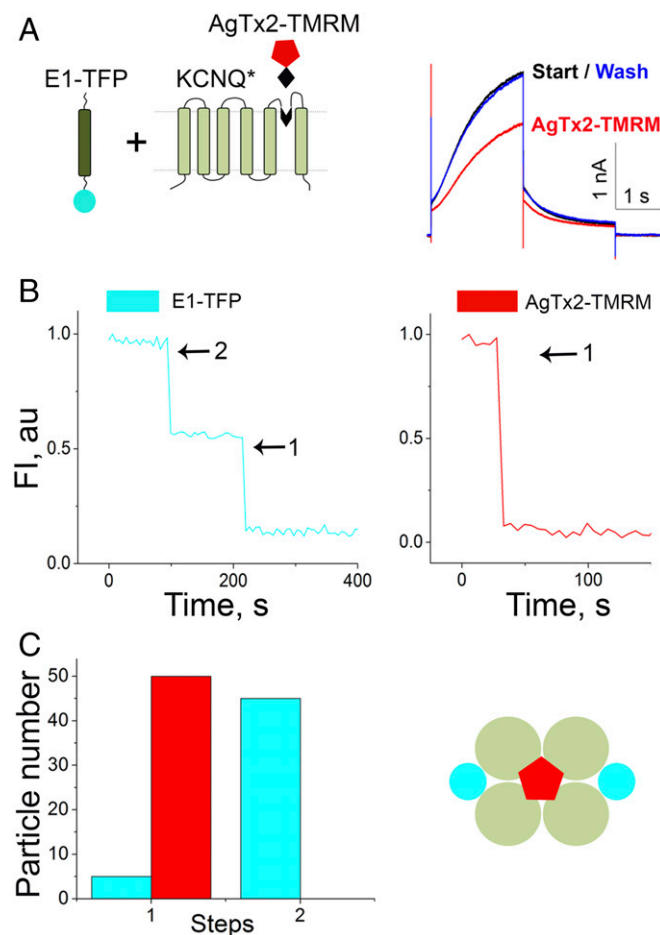 A
AgTx2-TMRM
E1-TFP
KCNQ*
+
Start / Wash
AgTx2-TMRM
1 nA
1 s
B
E1-TFP
AgTx2-TMRM
1.0
2
1
0.5
0.0
FI, au
0
200
400
Time, s
1.0
1
0.5
0.0
0
100
Time, s
C
50
40
30
20
10
0
Particle number
1
2
Steps